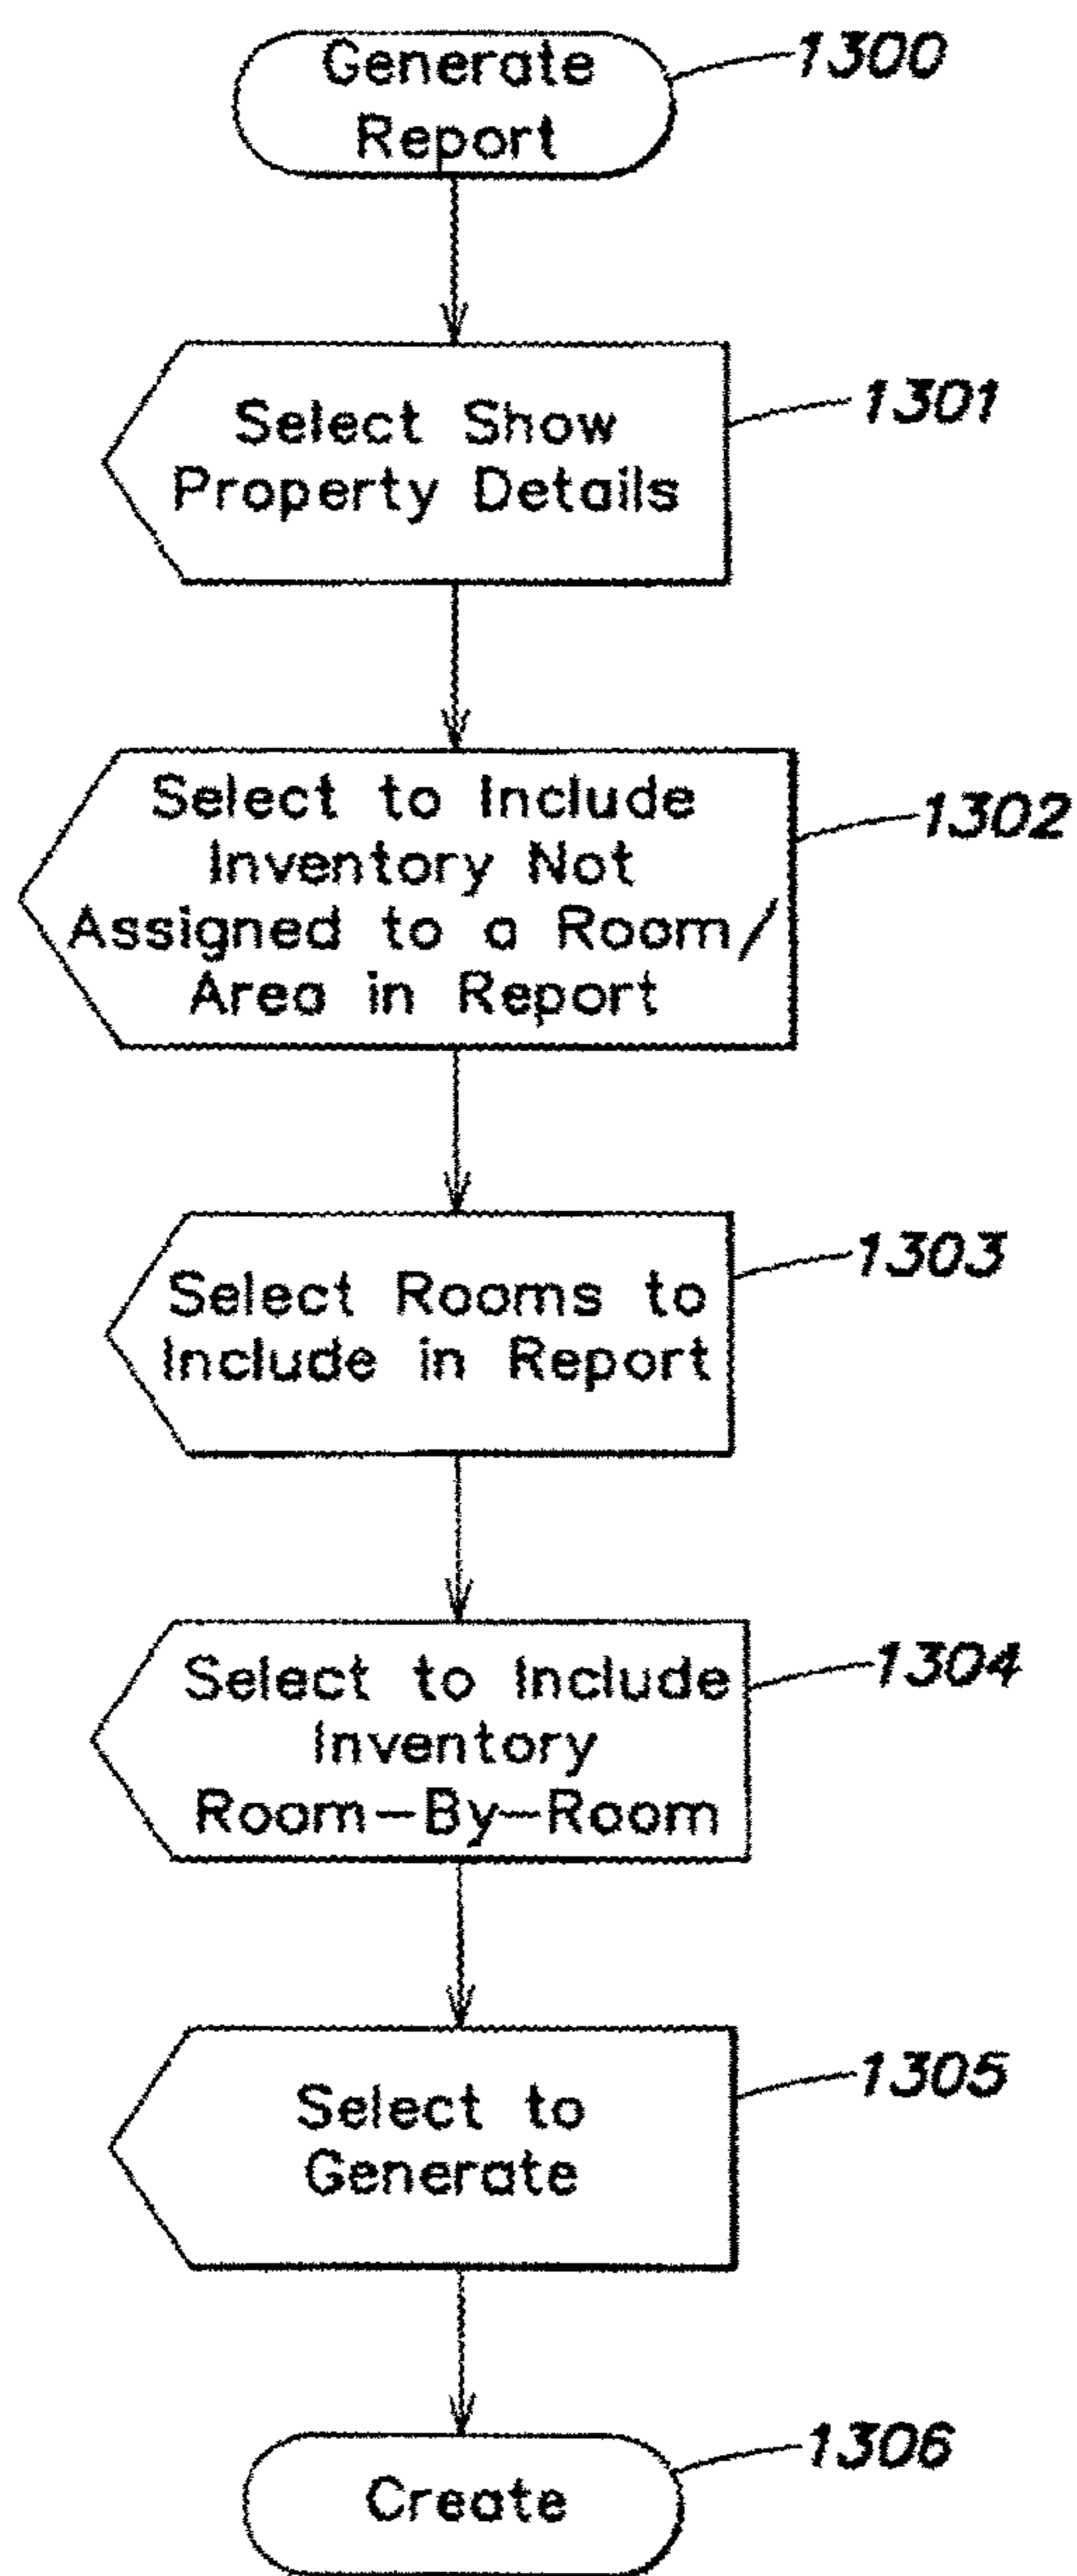 Generate
Report
1300
Select Show
Property Details
1301
Select to Include
Inventory Not
Assigned to a Room/
Area in Report
1302
Select Rooms to
Include in Report
1303
Select to Include
Inventory
Room-By-Room
1304
Select to
Generate
1305
Create
1306